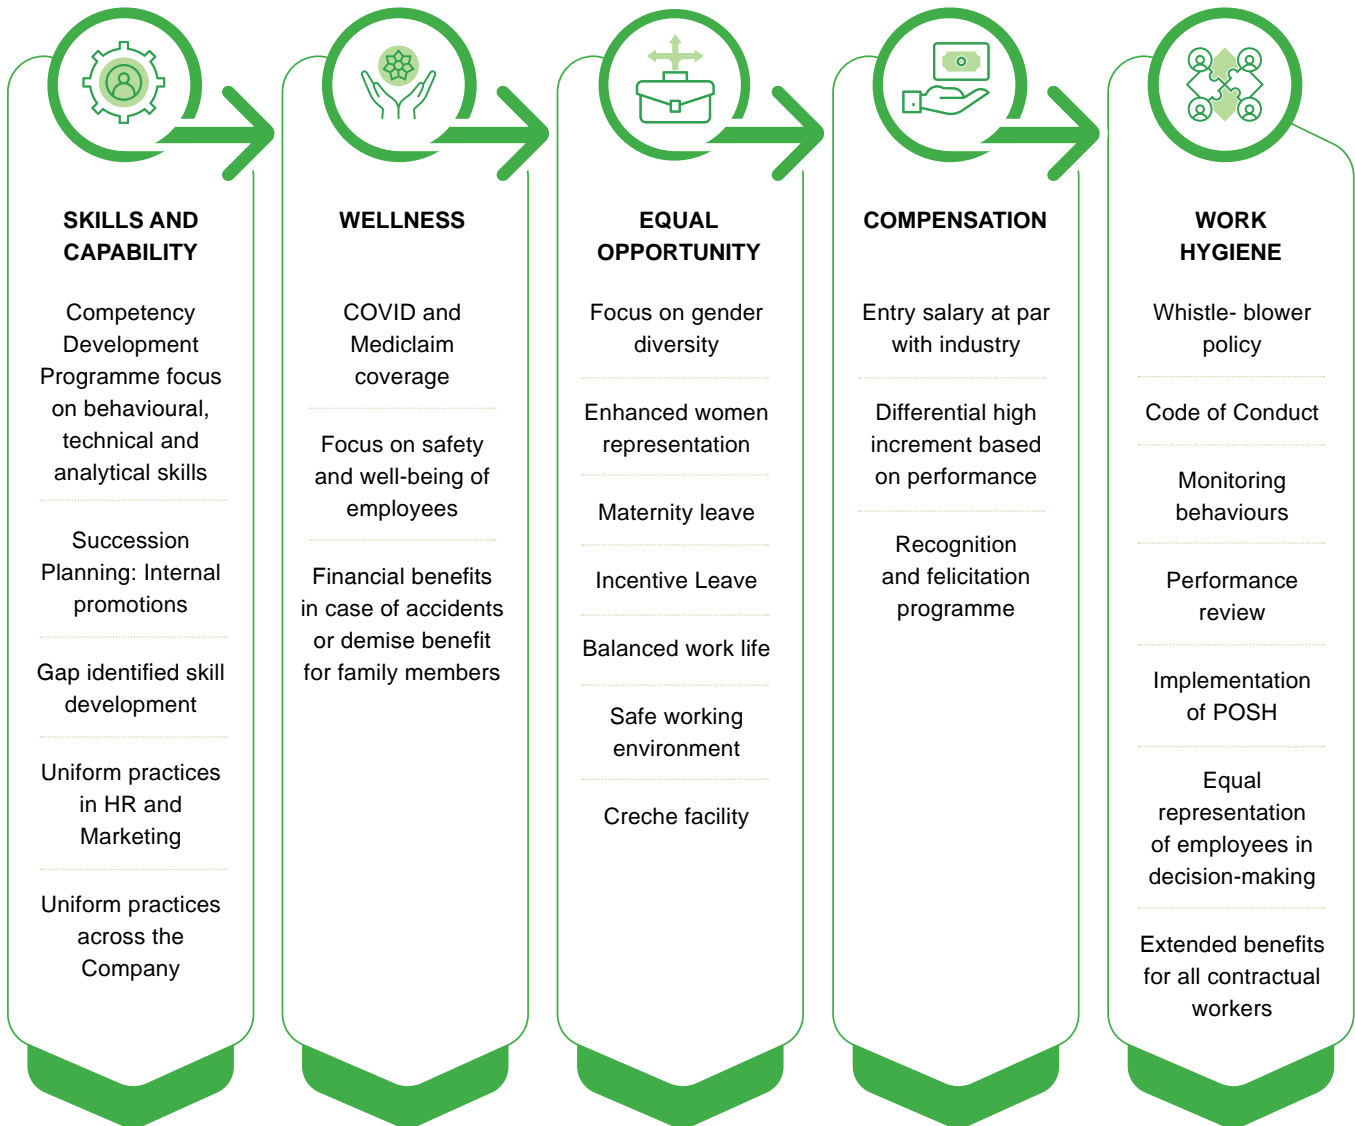 SKILLS AND
CAPABILITY
Competency
Development
Programme focus
on behavioural,
technical and
analytical skills
Succession
Planning: Internal
promotions
Gap identified skill
development
Uniform practices
in HR and
Marketing
Uniform practices
across the
Company
WELLNESS
COVID and
Mediclaim
coverage
Focus on safety
and well-being of
employees
Financial benefits
in case of accidents
or demise benefit
for family members
EQUAL
OPPORTUNITY
Focus on gender
diversity
Enhanced women
representation
Maternity leave
Incentive Leave
Balanced work life
Safe working
environment
Creche facility
COMPENSATION
Entry salary at par
with industry
Differential high
increment based
on performance
Recognition
and felicitation
programme
WORK
HYGIENE
Whistle- blower
policy
Code of Conduct
Monitoring
behaviours
Performance
review
Implementation
of POSH
Equal
representation
of employees in
decision-making
Extended benefits
for all contractual
workers